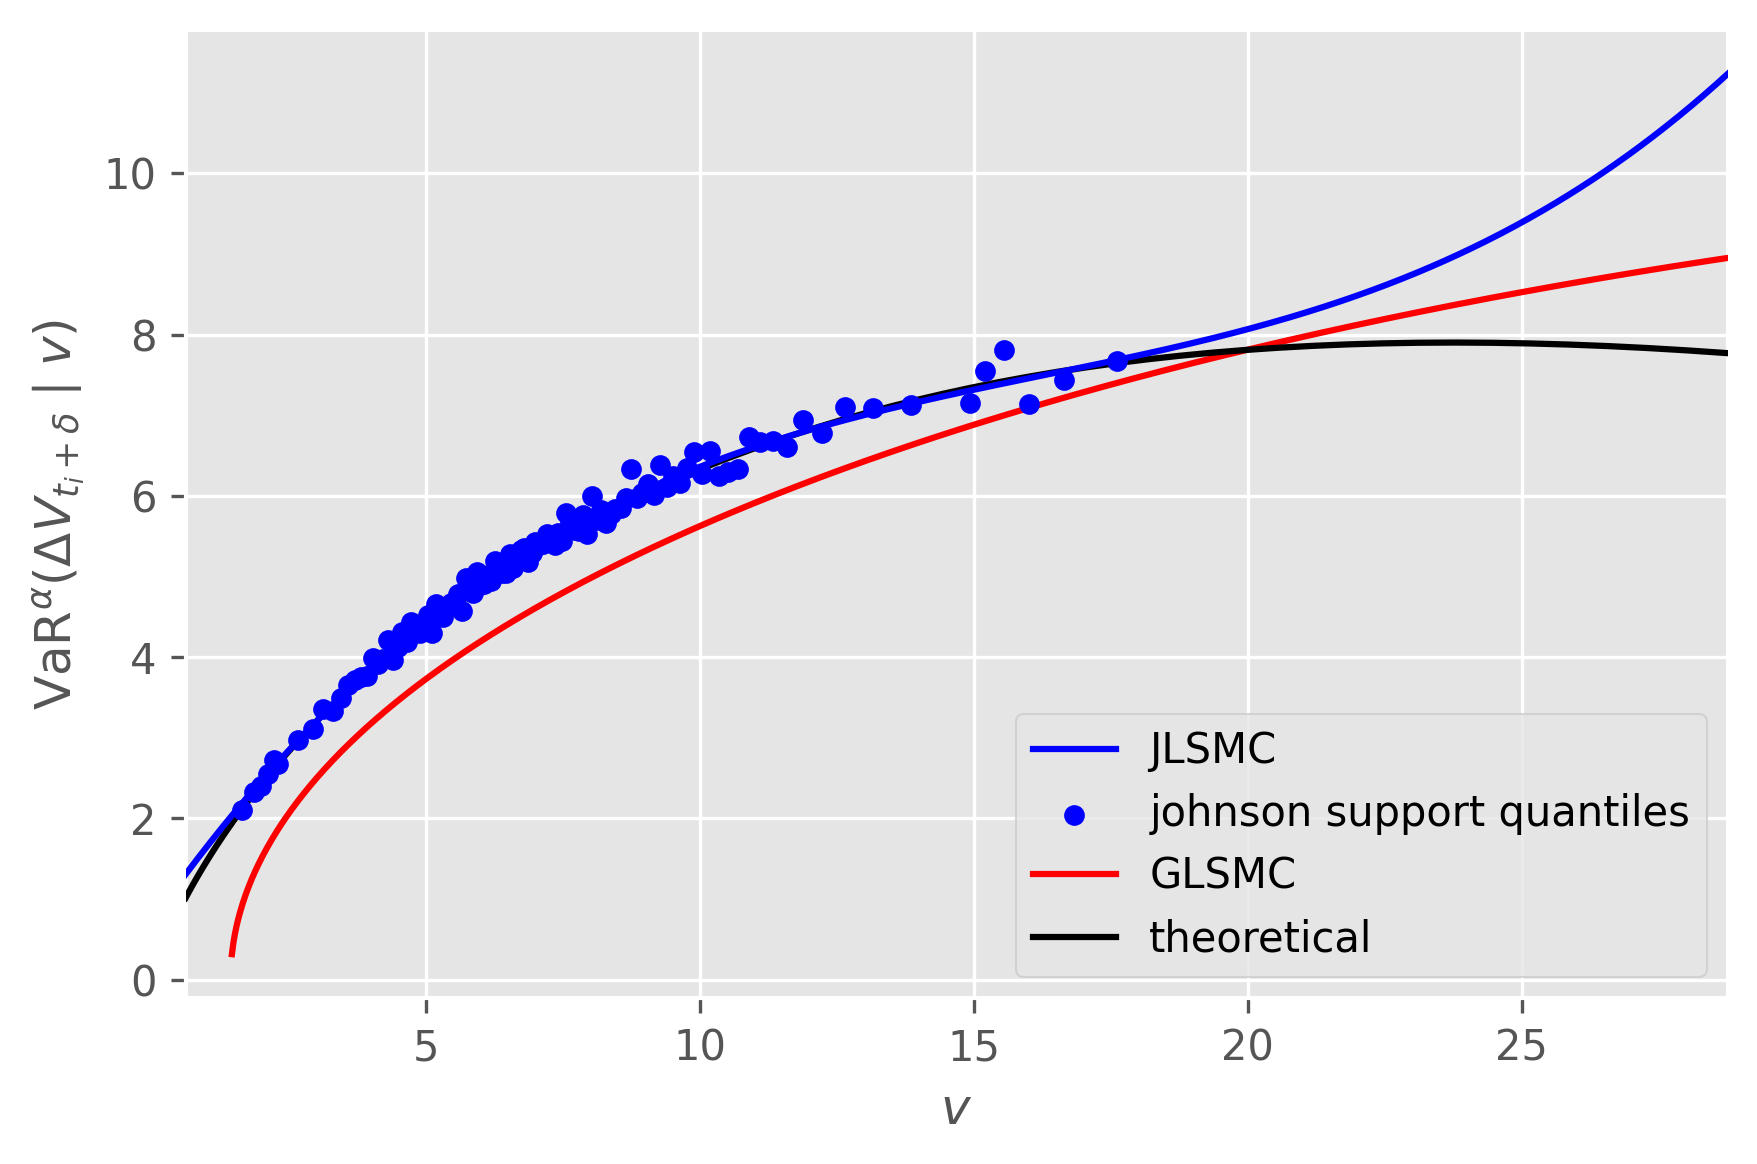 10
8
6
4
2
0
VaR^α(ΔV_{t_i+δ} | v)
JLSMC
johnson support quantiles
GLSMC
theoretical
5 10 15 20 25
v